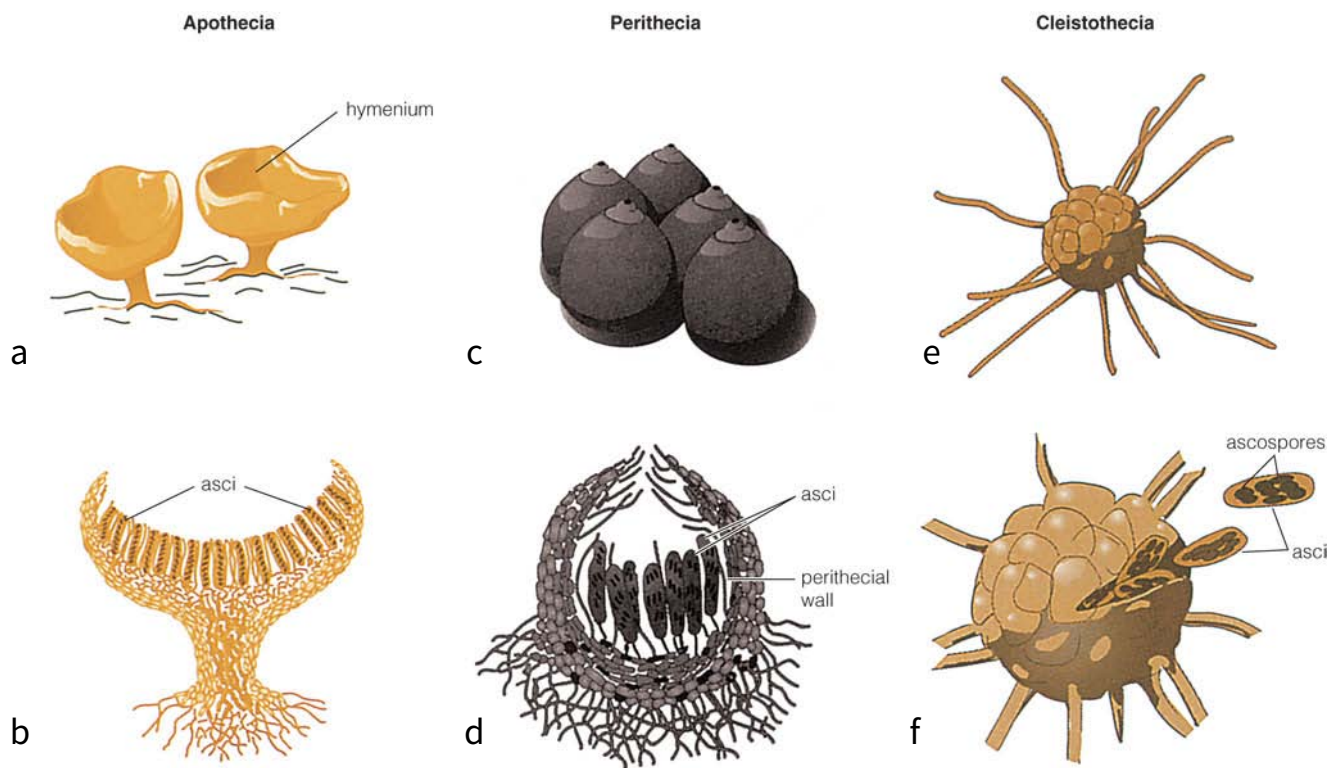 Apothecia
Perithecia
Cleistothecia
hymenium
a
c
e
asci
asci
perithecial
wall
ascospores
asci
b
d
f